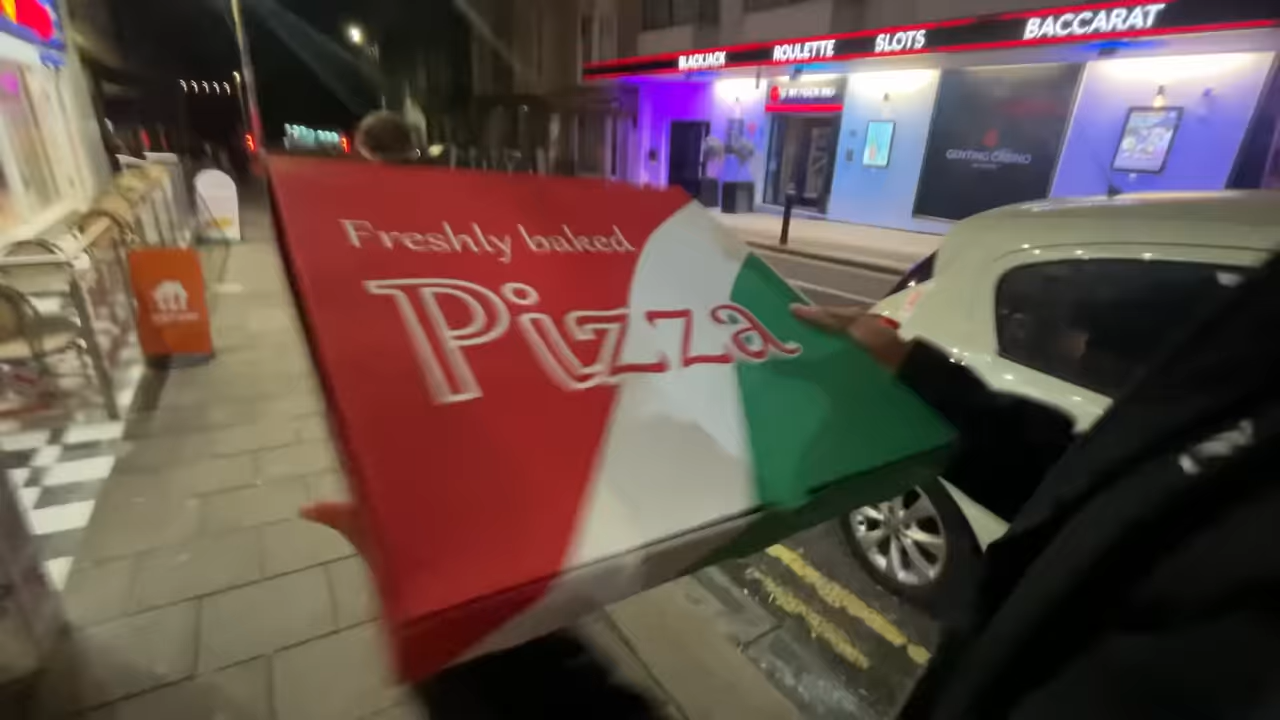 BLACKJACK ROULETTE SLOTS BACCARAT
GENTING CASINO
Freshly baked
Pizza